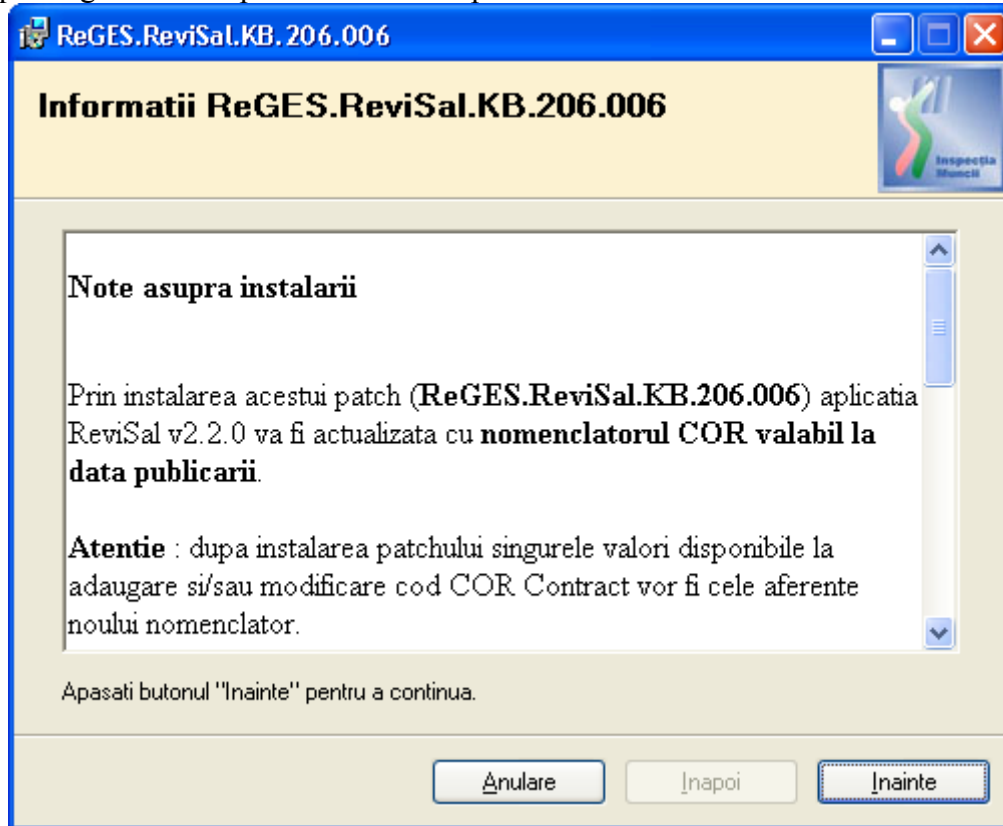 ReGES.ReviSal.KB.206.006
Informatii ReGES.ReviSal.KB.206.006
Inspecția
Muncii
Note asupra instalarii
Prin instalarea acestui patch (ReGES.ReviSal.KB.206.006) aplicatia
ReviSal v2.2.0 va fi actualizata cu nomenclatorul COR valabil la
data publicarii.
Atentie : dupa instalarea patchului singurele valori disponibile la
adaugare si/sau modificare cod COR Contract vor fi cele aferente
noului nomenclator.
Apasati butonul "Inainte" pentru a continua.
Anulare
Inapoi
Inainte